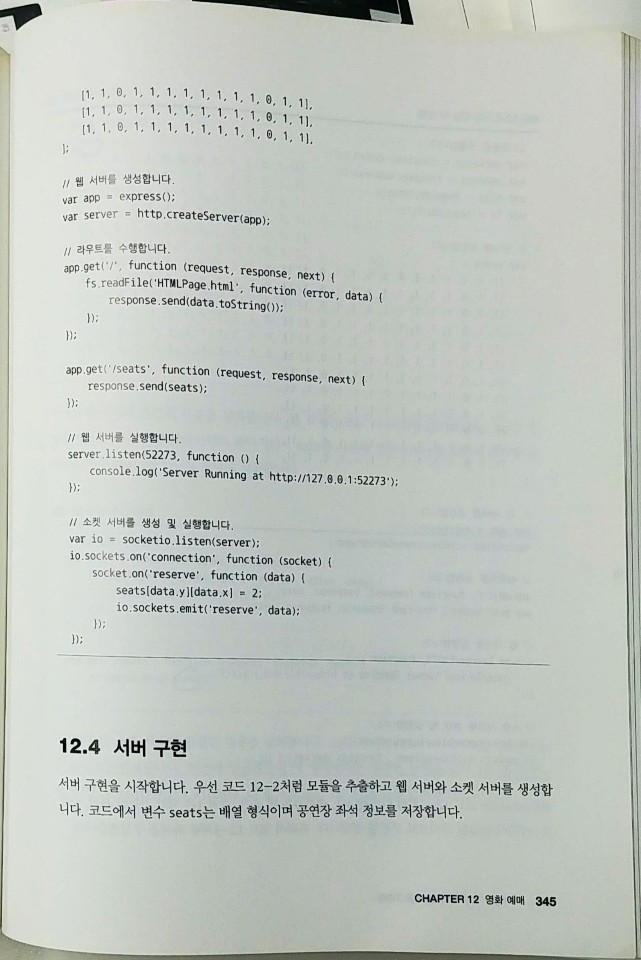 [1, 1, 0, 1, 1, 1, 1, 1, 1, 1, 1, 0, 1, 1],
[1, 1, 0, 1, 1, 1, 1, 1, 1, 1, 1, 0, 1, 1],
[1, 1, 0, 1, 1, 1, 1, 1, 1, 1, 1, 0, 1, 1],
];
// 웹 서버를 생성합니다.
var app = express();
var server = http.createServer(app);
// 라우트를 수행합니다.
app.get('/', function (request, response, next) {
fs.readFile('HTMLPage.html', function (error, data) {
response.send(data.toString());
});
});
app.get('/seats', function (request, response, next) {
response.send(seats);
});
// 웹 서버를 실행합니다.
server.listen(52273, function () {
console.log('Server Running at http://127.0.0.1:52273');
});
// 소켓 서버를 생성 및 실행합니다.
var io = socketio.listen(server);
io.sockets.on('connection', function (socket) {
socket.on('reserve', function (data) {
seats[data.y][data.x] = 2;
io.sockets.emit('reserve', data);
});
});
12.4 서버 구현
서버 구현을 시작합니다. 우선 코드 12-2처럼 모듈을 추출하고 웹 서버와 소켓 서버를 생성합
니다. 코드에서 변수 seats는 배열 형식이며 공연장 좌석 정보를 저장합니다.
CHAPTER 12 영화 예매 345